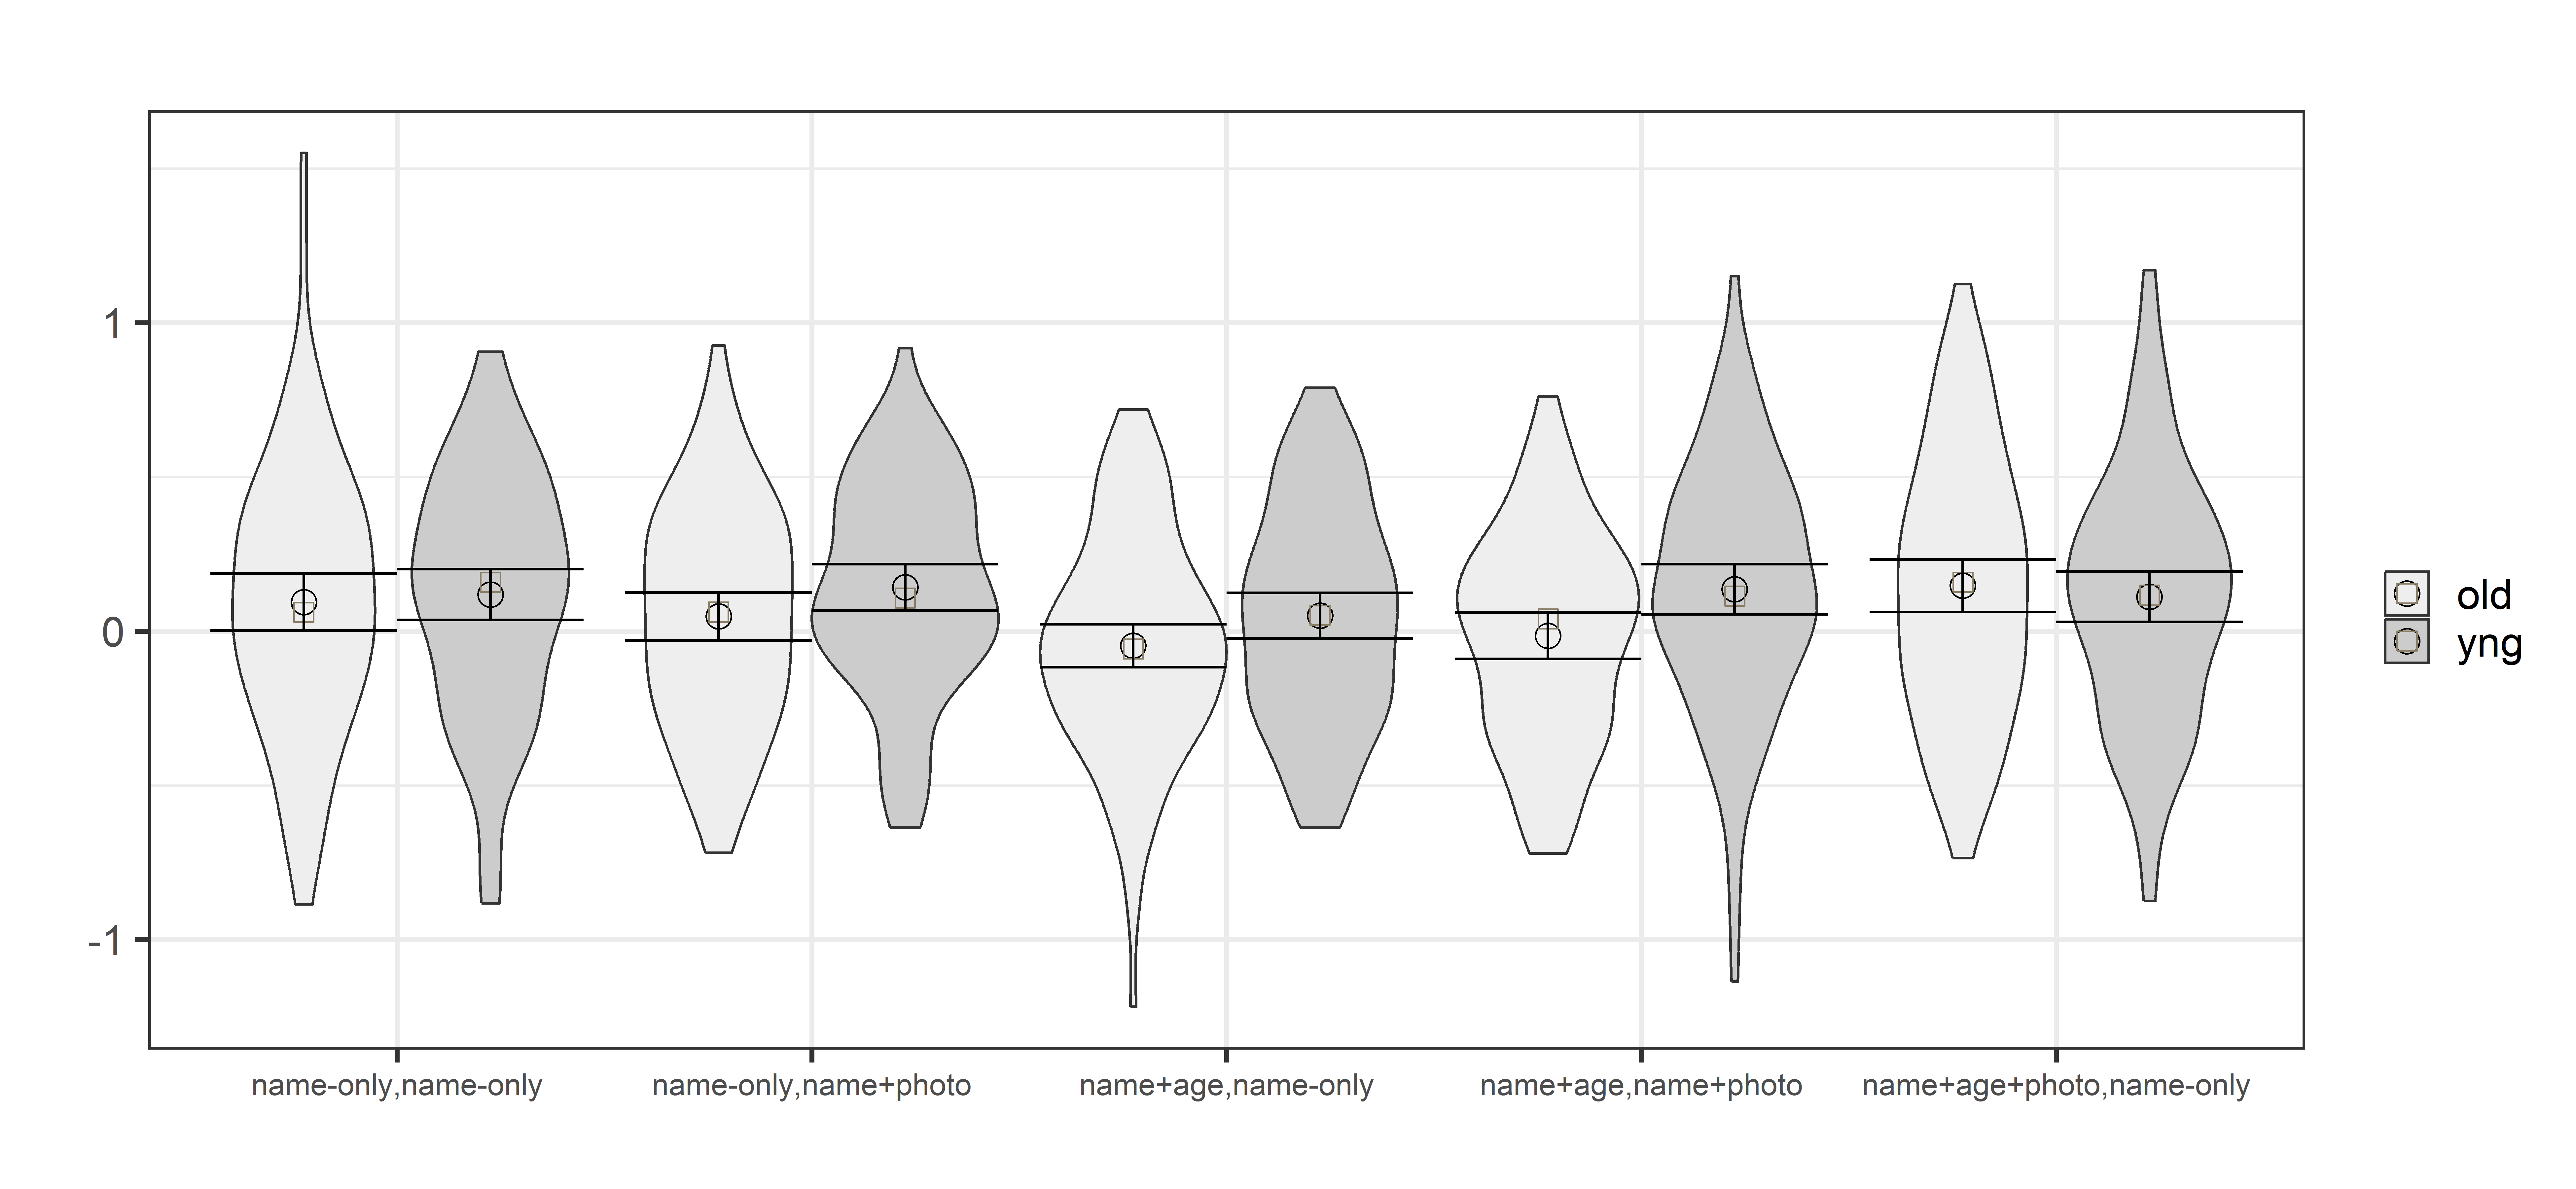 1
0
-1
name-only,name-only
name-only,name+photo
name+age,name-only
name+age,name+photo
name+age+photo,name-only
old
yng